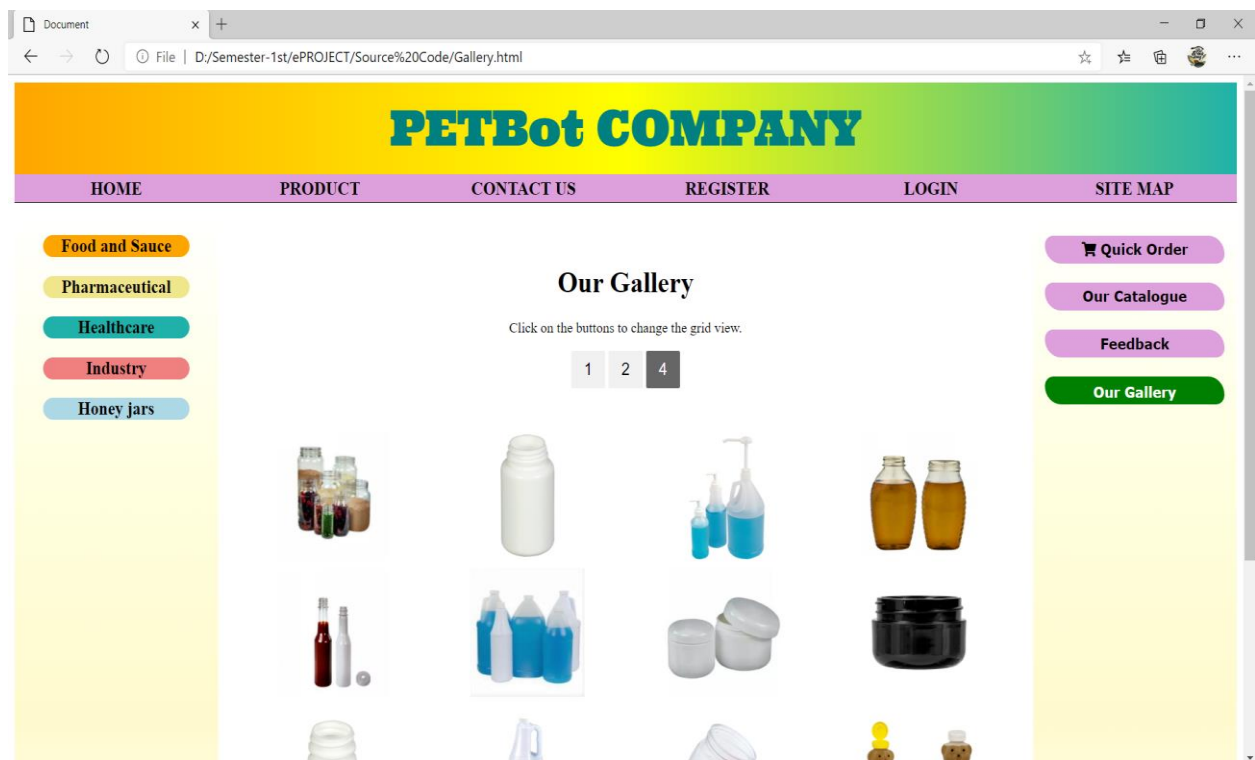 Document
File | D:/Semester-1st/ePROJECT/Source%20Code/Gallery.html
PETBot COMPANY
HOME PRODUCT CONTACT US REGISTER LOGIN SITE MAP
Food and Sauce
Pharmaceutical
Healthcare
Industry
Honey jars
Our Gallery
Click on the buttons to change the grid view.
1 2 4
Quick Order
Our Catalogue
Feedback
Our Gallery